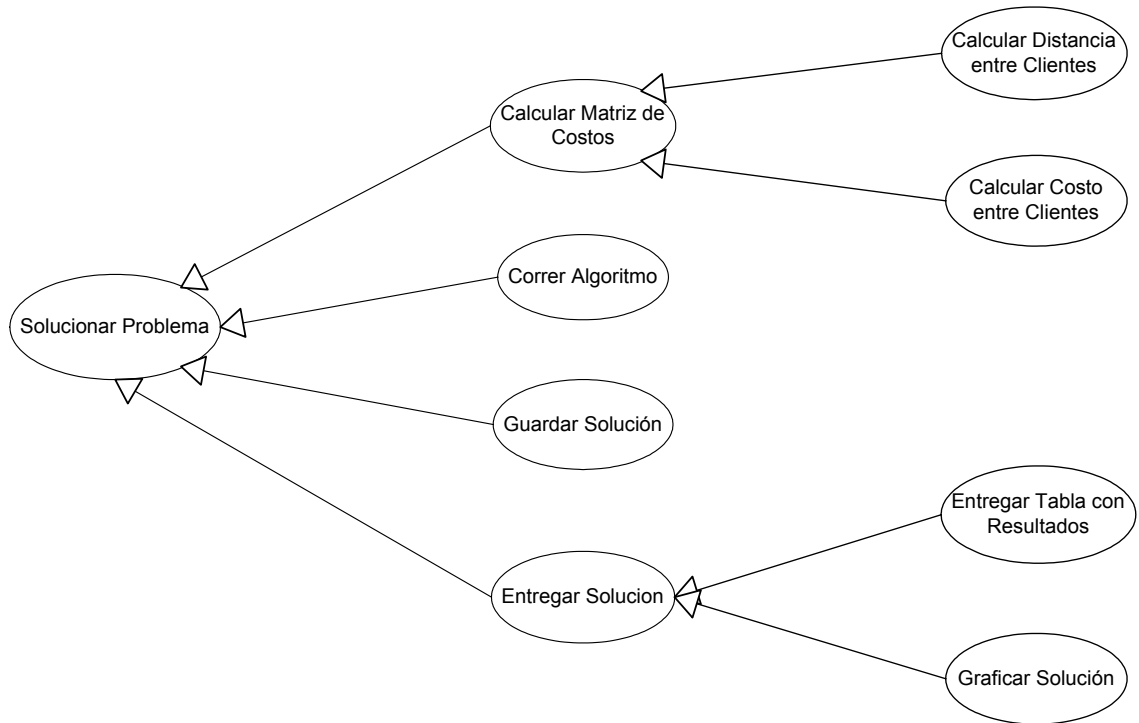 Calcular Distancia
entre Clientes
Calcular Matriz de
Costos
Calcular Costo
entre Clientes
Correr Algoritmo
Solucionar Problema
Guardar Solución
Entregar Tabla con
Resultados
Entregar Solucion
Graficar Solución